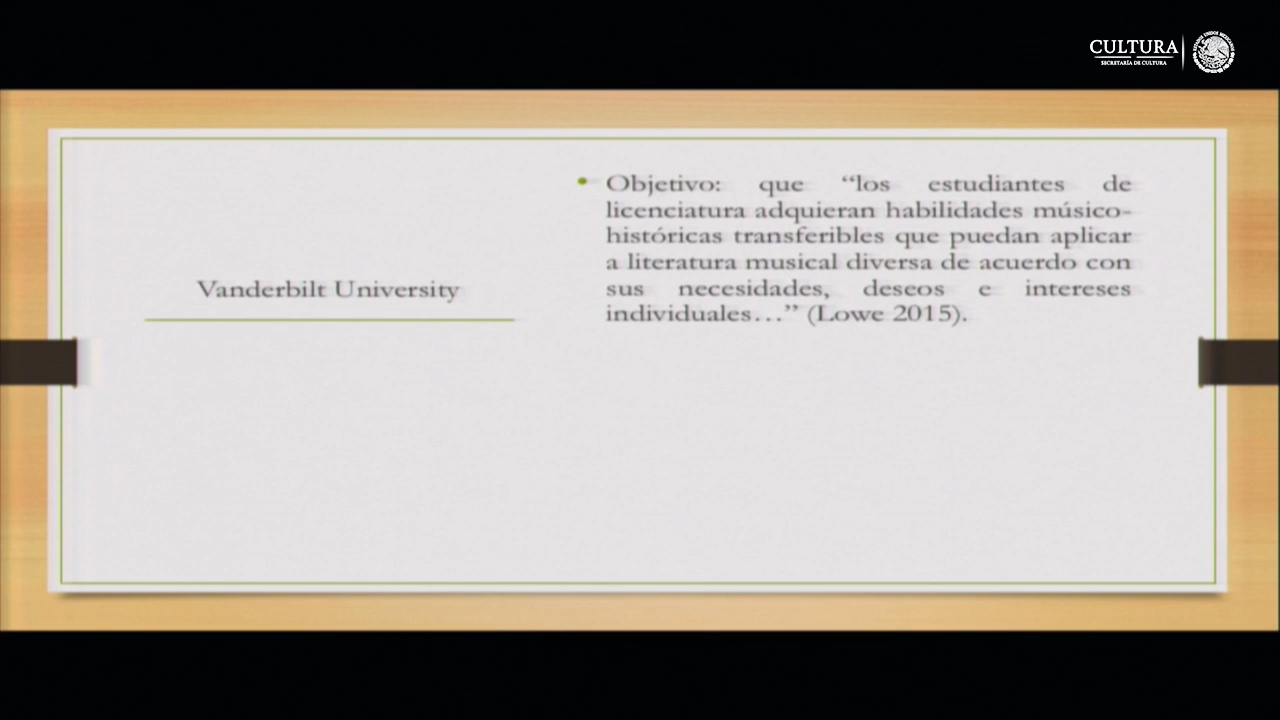 CULTURA
SECRETARÍA DE CULTURA
Vanderbilt University
• Objetivo: que “los estudiantes de
licenciatura adquieran habilidades músico-
históricas transferibles que puedan aplicar
a literatura musical diversa de acuerdo con
sus necesidades, deseos e intereses
individuales…” (Lowe 2015).